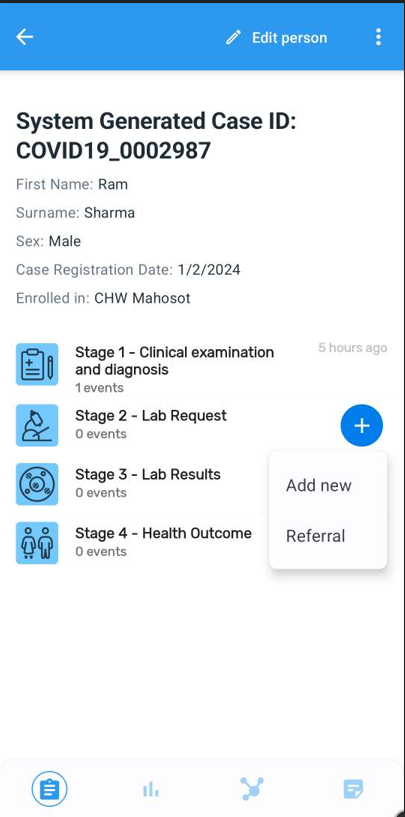 Edit person
System Generated Case ID:
COVID19_0002987
First Name: Ram
Surname: Sharma
Sex: Male
Case Registration Date: 1/2/2024
Enrolled in: CHW Mahosot
Stage 1 - Clinical examination
and diagnosis
5 hours ago
1 events
Stage 2 - Lab Request
0 events
Stage 3 - Lab Results
0 events
Add new
Stage 4 - Health Outcome
0 events
Referral